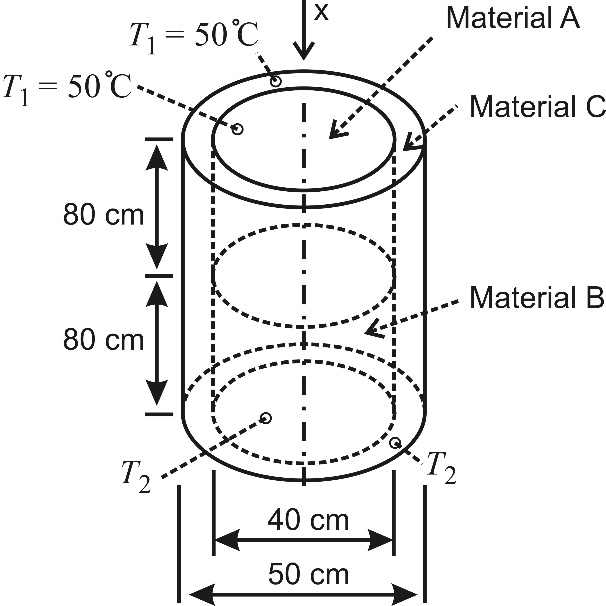 x
Material A
T₁ = 50℃
T₁ = 50℃
Material C
80 cm
Material B
80 cm
T₂
T₂
40 cm
50 cm